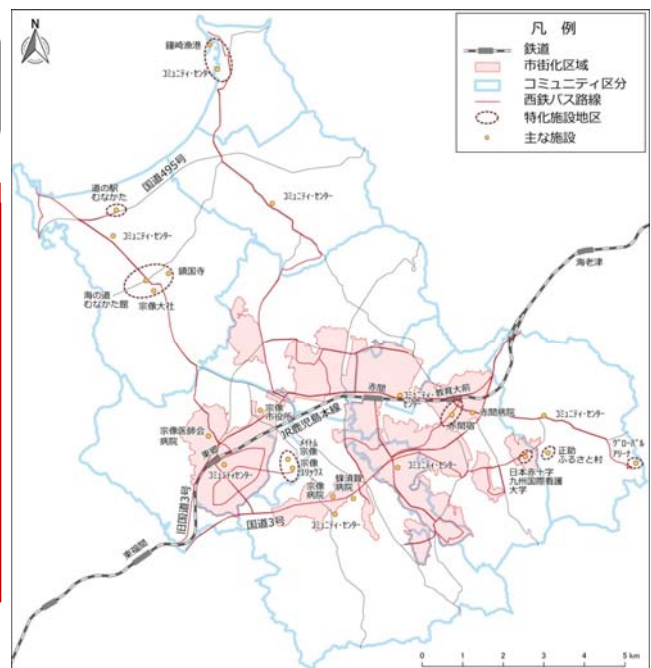 N
凡 例
鉄道
市街化区域
コミュニティ区分
西鉄バス路線
特化施設地区
主な施設
鐘崎漁港
コミュニティ・センター
国道495号
道の駅
むなかた
コミュニティ・センター
鎮国寺
海の道
むなかた館
宗像大社
海老津
赤間
コミュニティ・
センター
教育大前
宗像
市役所
JR鹿児島本線
赤間宿
赤間病院
コミュニティ・センター
グローバル
アリーナ
宗像医師会
病院
東郷
メイトム
宗像
宗像
ユリックス
コミュニティ・センター
コミュニティ・センター
正助
ふるさと村
日本赤十字
九州国際看護
大学
宗像
病院
蜂須賀
病院
コミュニティ・センター
旧国道3号
国道3号
東福間
0 1 2 3 4 5 km